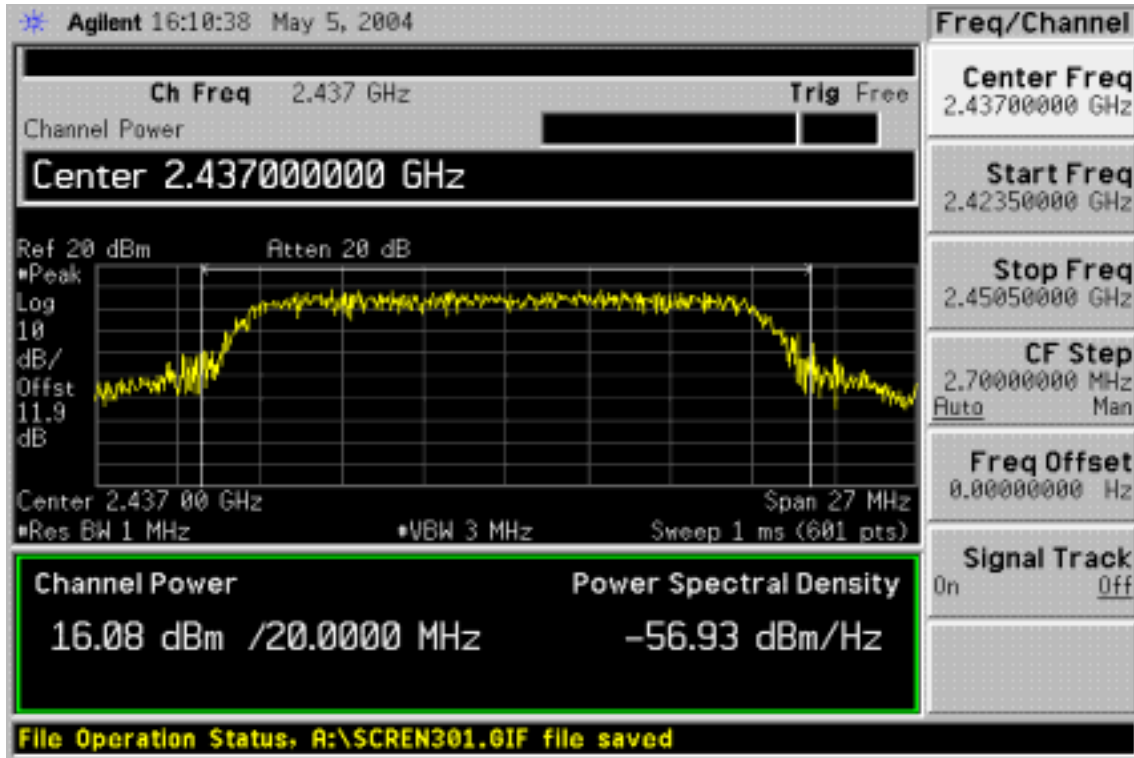 Agilent 16:10:38 May 5, 2004
Freq/Channel
Ch Freq 2.437 GHz
Trig Free
Channel Power
Center 2.437000000 GHz
Ref 20 dBm
Atten 20 dB
#Peak
Log
10
dB/
Offst
11.9
dB
Center 2.437 00 GHz
Span 27 MHz
#Res BW 1 MHz
#VBW 3 MHz
Sweep 1 ms (601 pts)
Channel Power
Power Spectral Density
16.08 dBm /20.0000 MHz
-56.93 dBm/Hz
File Operation Status, A:\SCREN301.GIF file saved
Center Freq
2.43700000 GHz
Start Freq
2.42350000 GHz
Stop Freq
2.45050000 GHz
CF Step
2.70000000 MHz
Auto Man
Freq Offset
0.00000000 Hz
Signal Track
On Off